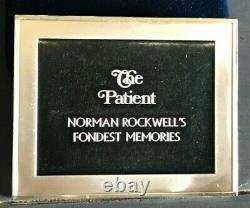 The
Patient
NORMAN ROCKWELL'S
FONDEST MEMORIES
ebay